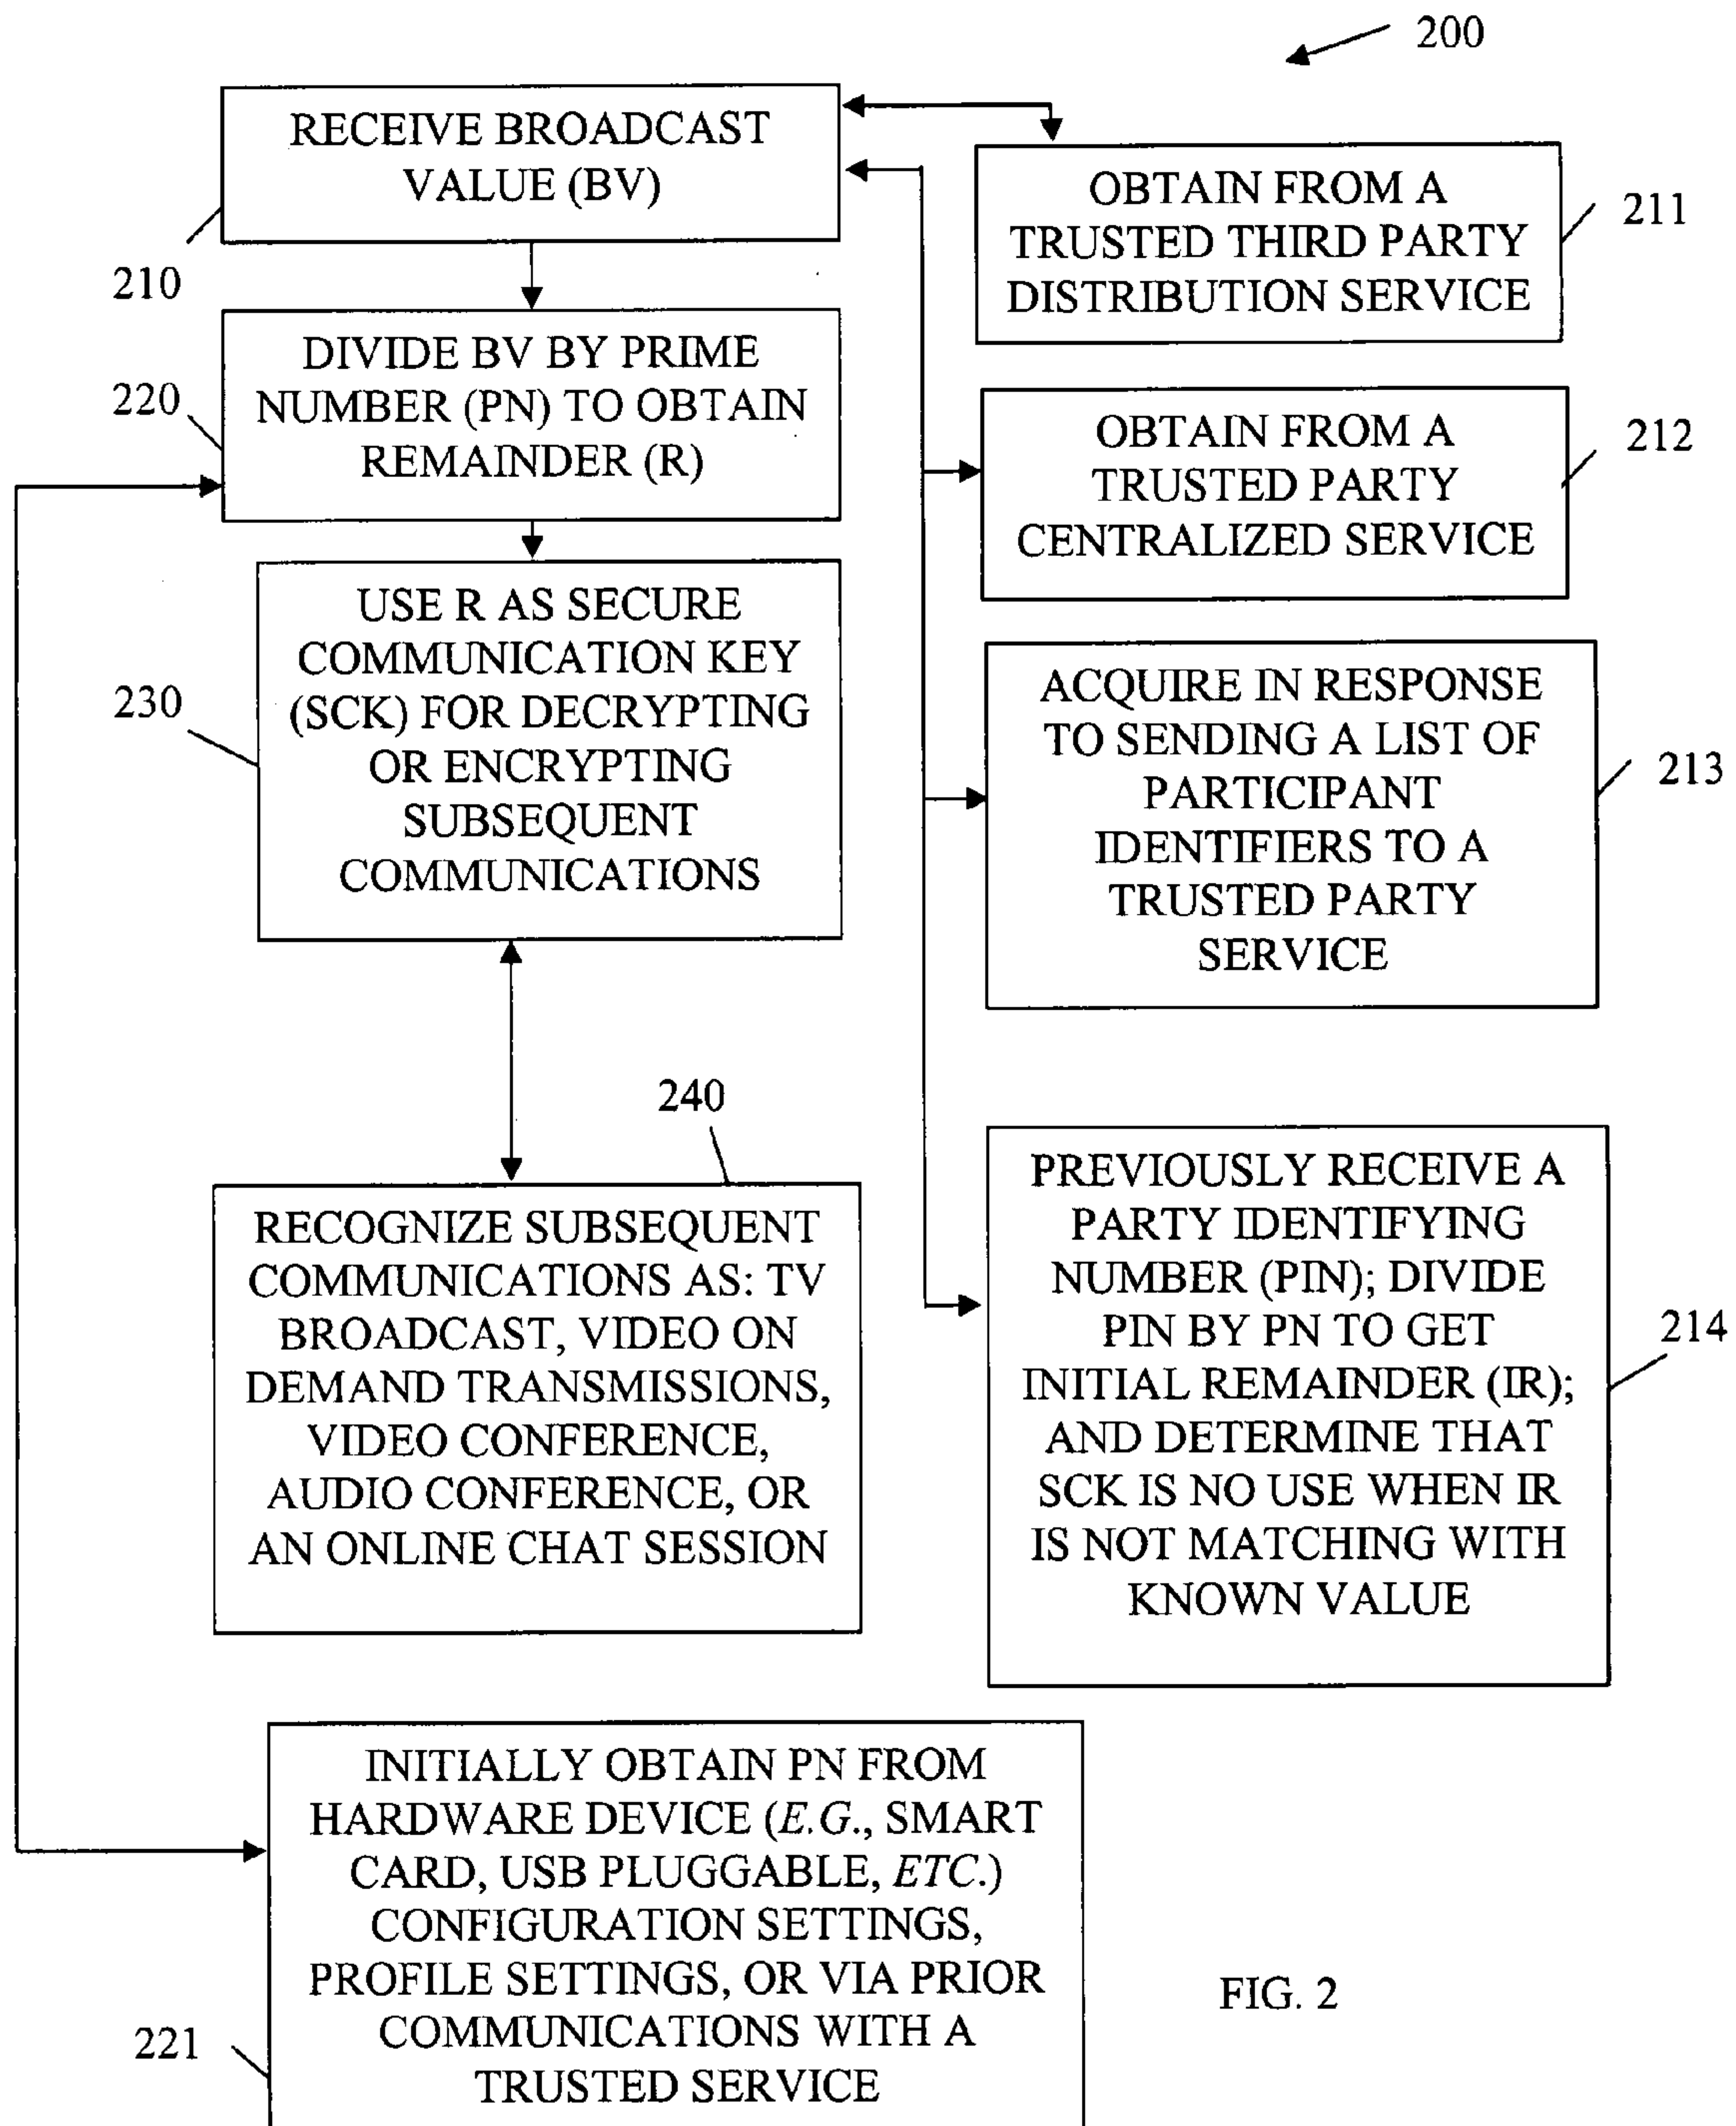 200
RECEIVE BROADCAST
VALUE (BV)
210
OBTAIN FROM A
TRUSTED THIRD PARTY
DISTRIBUTION SERVICE
211
DIVIDE BV BY PRIME
NUMBER (PN) TO OBTAIN
REMAINDER (R)
220
OBTAIN FROM A
TRUSTED PARTY
CENTRALIZED SERVICE
212
USE R AS SECURE
COMMUNICATION KEY
(SCK) FOR DECRYPTING
OR ENCRYPTING
SUBSEQUENT
COMMUNICATIONS
230
ACQUIRE IN RESPONSE
TO SENDING A LIST OF
PARTICIPANT
IDENTIFIERS TO A
TRUSTED PARTY
SERVICE
213
240
RECOGNIZE SUBSEQUENT
COMMUNICATIONS AS: TV
BROADCAST, VIDEO ON
DEMAND TRANSMISSIONS,
VIDEO CONFERENCE,
AUDIO CONFERENCE, OR
AN ONLINE CHAT SESSION
PREVIOUSLY RECEIVE A
PARTY IDENTIFYING
NUMBER (PIN); DIVIDE
PIN BY PN TO GET
INITIAL REMAINDER (IR);
AND DETERMINE THAT
SCK IS NO USE WHEN IR
IS NOT MATCHING WITH
KNOWN VALUE
214
INITIALLY OBTAIN PN FROM
HARDWARE DEVICE (E.G., SMART
CARD, USB PLUGGABLE, ETC.)
CONFIGURATION SETTINGS,
PROFILE SETTINGS, OR VIA PRIOR
COMMUNICATIONS WITH A
TRUSTED SERVICE
221
FIG. 2